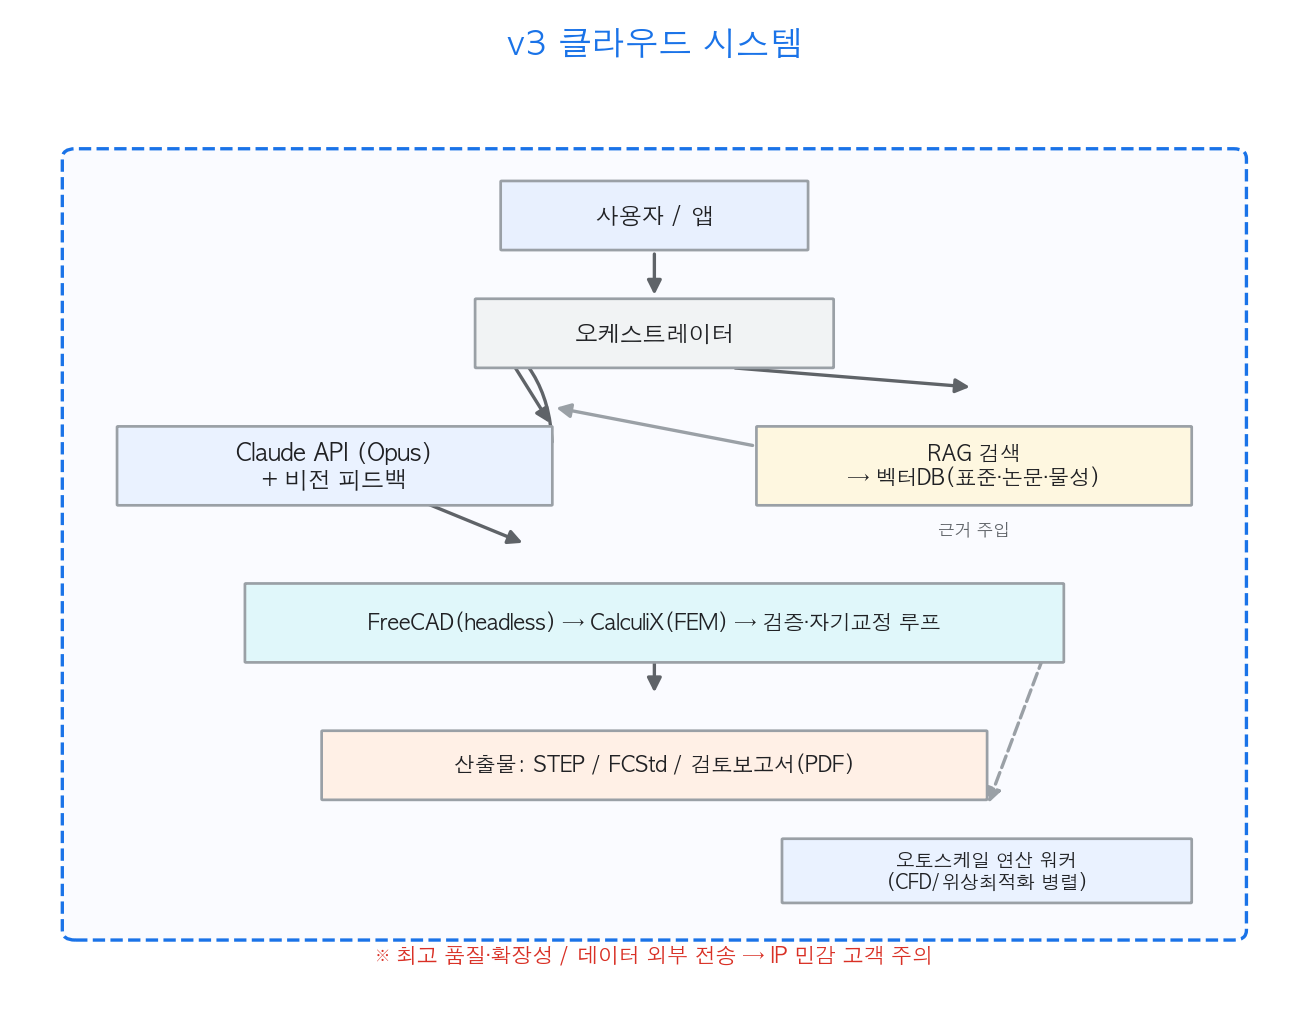 v3 클라우드 시스템
사용자 / 앱
오케스트레이터
Claude API (Opus)
+ 비전 피드백
RAG 검색
→ 벡터DB(표준·논문·물성)
근거 주입
FreeCAD(headless) → CalculiX(FEM) → 검증·자기교정 루프
산출물: STEP / FCStd / 검토보고서(PDF)
오토스케일 연산 워커
(CFD/위상최적화 병렬)
※ 최고 품질·확장성 / 데이터 외부 전송 → IP 민감 고객 주의